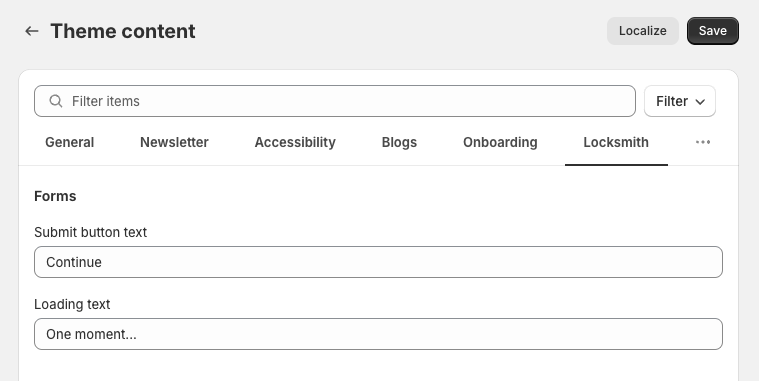 Theme content
Localize
Save
Filter items
Filter
General Newsletter Accessibility Blogs Onboarding Locksmith
Forms
Submit button text
Continue
Loading text
One moment...